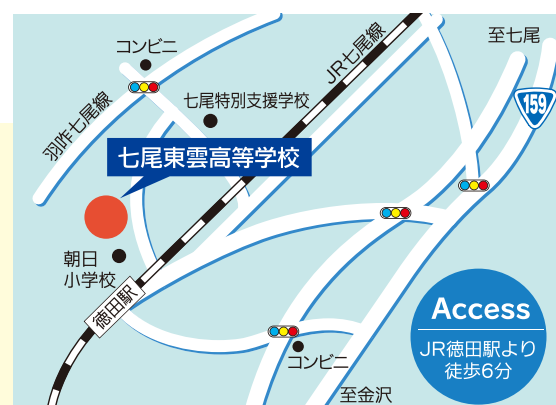 コンビニ
至七尾
JR七尾線
159
七尾特別支援学校
羽咋七尾線
七尾東雲高等学校
朝日
小学校
徳田駅
コンビニ
至金沢
Access
JR徳田駅より
徒歩6分